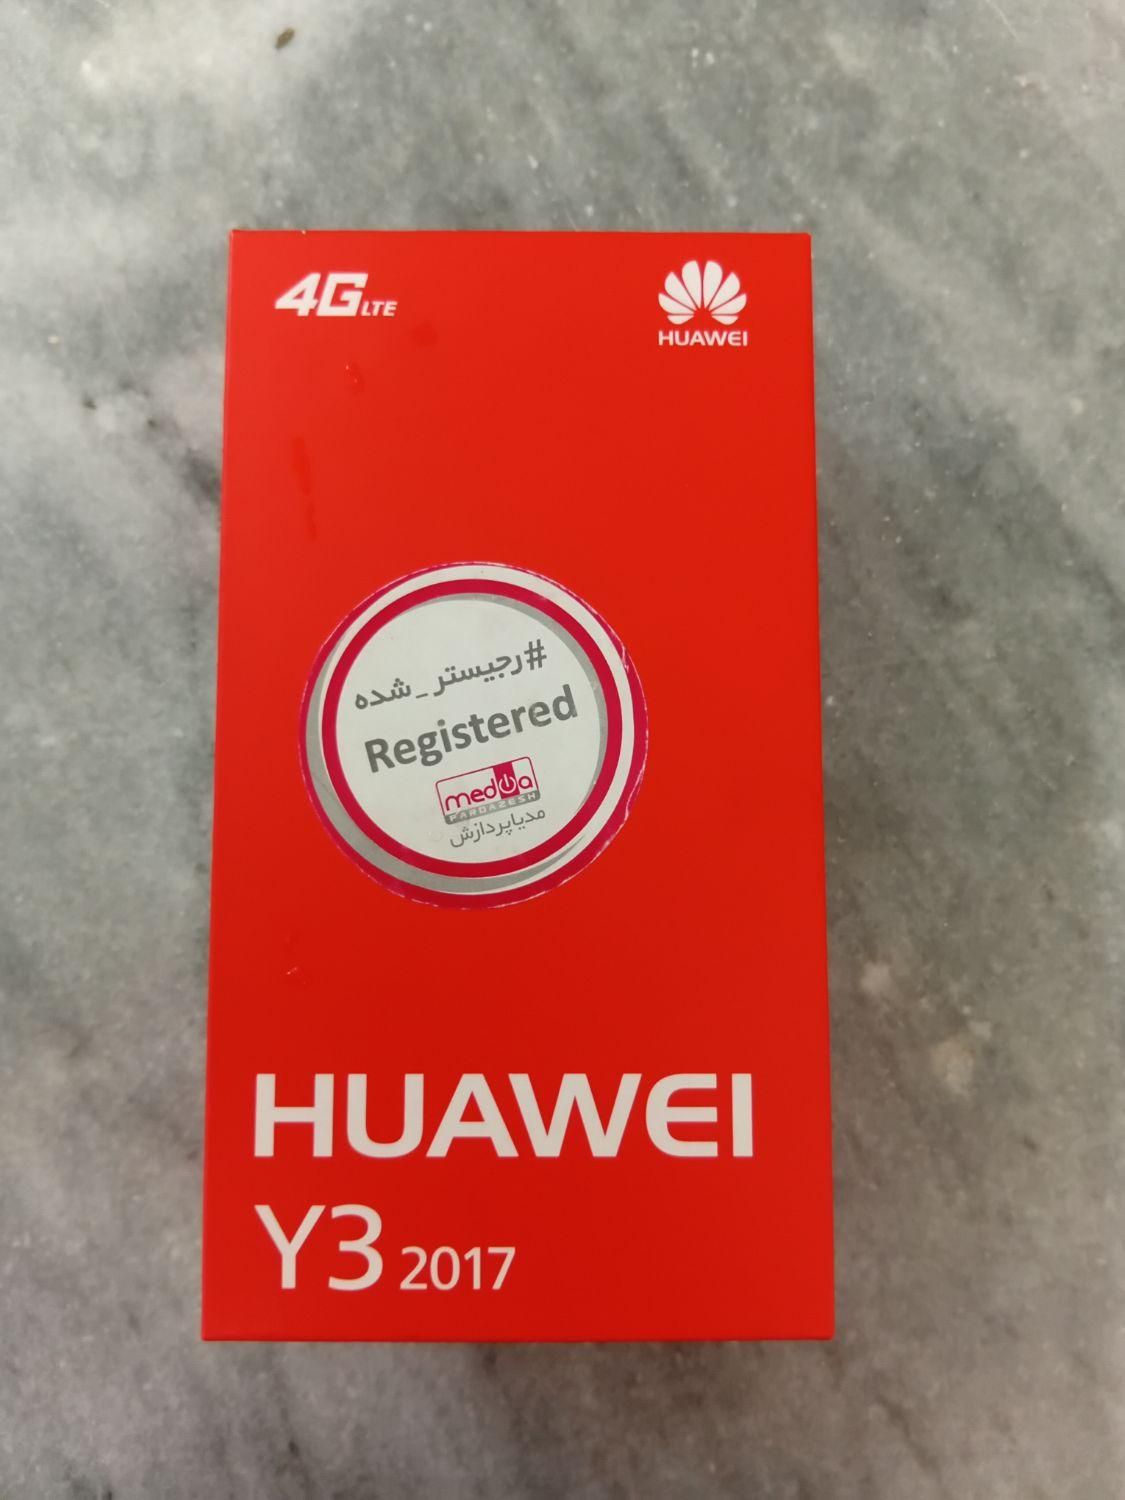 4G LTE
HUAWEI
#رجیستر_شده
Registered
media
PARDAZESH
مدیاپردازش
HUAWEI
Y3 2017